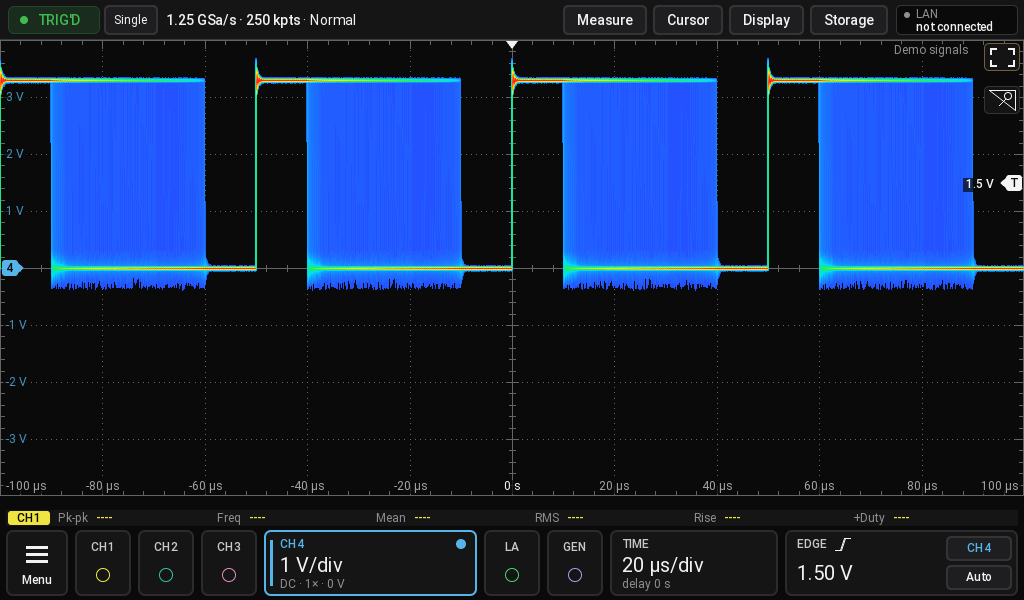 TRIG'D
Single
1.25 GSa/s · 250 kpts · Normal
Measure
Cursor
Display
Storage
LAN
not connected
Demo signals
3 V
2 V
1.5 V
T
1 V
4
-1 V
-2 V
-3 V
-100 µs
-80 µs
-60 µs
-40 µs
-20 µs
0 s
20 µs
40 µs
60 µs
80 µs
100 µs
CH1
Pk-pk ----
Freq ----
Mean ----
RMS ----
Rise ----
+Duty ----
Menu
CH1
CH2
CH3
CH4
1 V/div
DC · 1× · 0 V
LA
GEN
TIME
20 µs/div
delay 0 s
EDGE
1.50 V
CH4
Auto